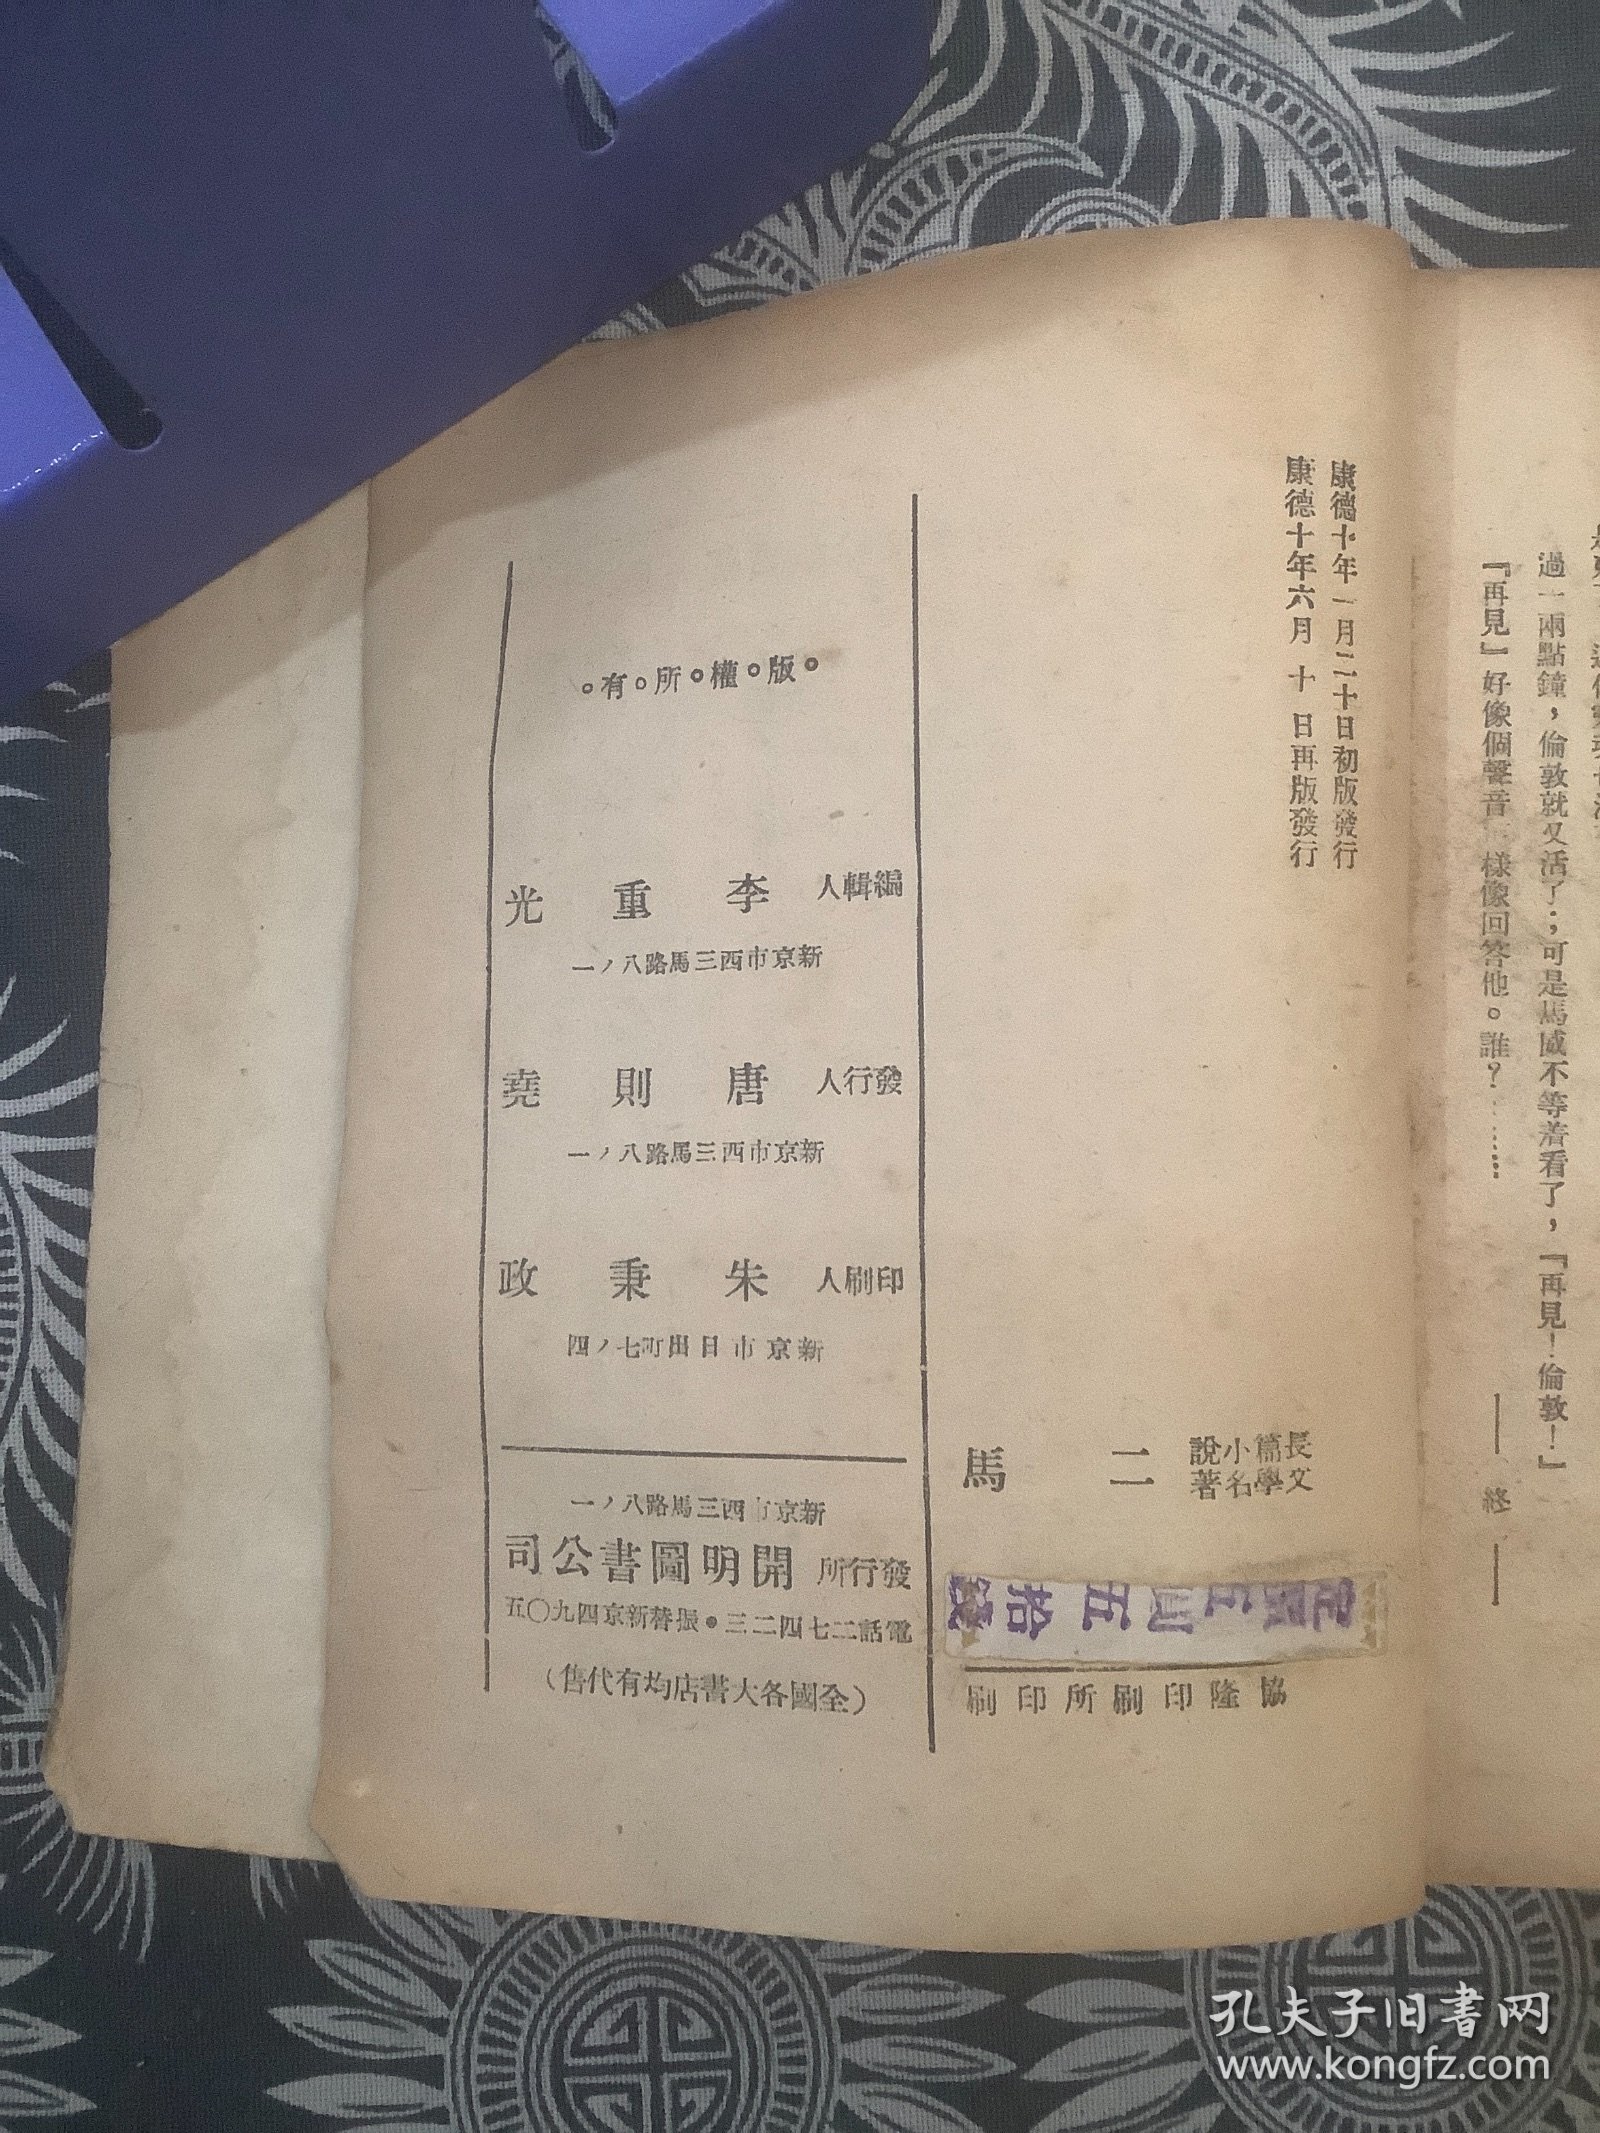 過一兩點鐘，倫敦就又活了；可是馬威不等着看了，『再見！倫敦！』
『再見』好像個聲音一樣像回答他。誰？……
——終——
康德十年一月二十日初版發行
康德十年六月十日再版發行
長篇小說
文學名著
二馬
五拾錢
協隆印刷所印刷
。版。權。所。有。
編輯人 李重光
新京市西三馬路八ノ一
發行人 唐則堯
新京市西三馬路八ノ一
印刷人 朱秉政
新京市日出町七ノ四
新京市西三馬路八ノ一
發行所 開明圖書公司
電話二七四二三・振替新京四九〇五
（全國各大書店均有代售）
孔夫子旧书网
www.kongfz.com